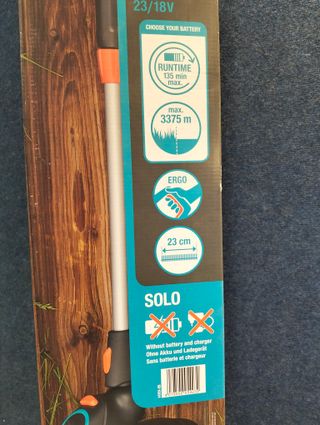 23/18V
CHOOSE YOUR BATTERY
RUNTIME
135 min
max.
max.
3375 m
ERGO
23 cm
SOLO
Without battery and charger
Ohne Akku und Ladegerät
Sans batterie et chargeur